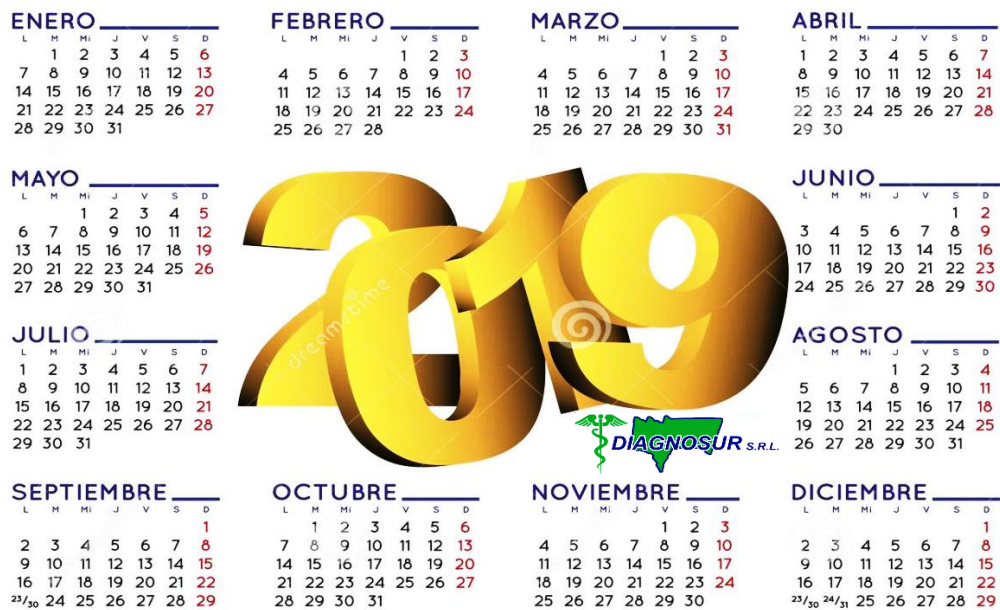 ENERO
L M Mi J V S D
1 2 3 4 5 6
7 8 9 10 11 12 13
14 15 16 17 18 19 20
21 22 23 24 25 26 27
28 29 30 31
FEBRERO
L M Mi J V S D
1 2 3
4 5 6 7 8 9 10
11 12 13 14 15 16 17
18 19 20 21 22 23 24
25 26 27 28
MARZO
L M Mi J V S D
1 2 3
4 5 6 7 8 9 10
11 12 13 14 15 16 17
18 19 20 21 22 23 24
25 26 27 28 29 30 31
ABRIL
L M Mi J V S D
1 2 3 4 5 6 7
8 9 10 11 12 13 14
15 16 17 18 19 20 21
22 23 24 25 26 27 28
29 30
MAYO
L M Mi J V S D
1 2 3 4 5
6 7 8 9 10 11 12
13 14 15 16 17 18 19
20 21 22 23 24 25 26
27 28 29 30 31
2019
dreamstime
JUNIO
L M Mi J V S D
1 2
3 4 5 6 7 8 9
10 11 12 13 14 15 16
17 18 19 20 21 22 23
24 25 26 27 28 29 30
JULIO
L M Mi J V S D
1 2 3 4 5 6 7
8 9 10 11 12 13 14
15 16 17 18 19 20 21
22 23 24 25 26 27 28
29 30 31
DIAGNOSUR S.R.L.
AGOSTO
L M Mi J V S D
1 2 3 4
5 6 7 8 9 10 11
12 13 14 15 16 17 18
19 20 21 22 23 24 25
26 27 28 29 30 31
SEPTIEMBRE
L M Mi J V S D
1
2 3 4 5 6 7 8
9 10 11 12 13 14 15
16 17 18 19 20 21 22
23/30 24 25 26 27 28 29
OCTUBRE
L M Mi J V S D
1 2 3 4 5 6
7 8 9 10 11 12 13
14 15 16 17 18 19 20
21 22 23 24 25 26 27
28 29 30 31
NOVIEMBRE
L M Mi J V S D
1 2 3
4 5 6 7 8 9 10
11 12 13 14 15 16 17
18 19 20 21 22 23 24
25 26 27 28 29 30
DICIEMBRE
L M Mi J V S D
1
2 3 4 5 6 7 8
9 10 11 12 13 14 15
16 17 18 19 20 21 22
23/30 24/31 25 26 27 28 29